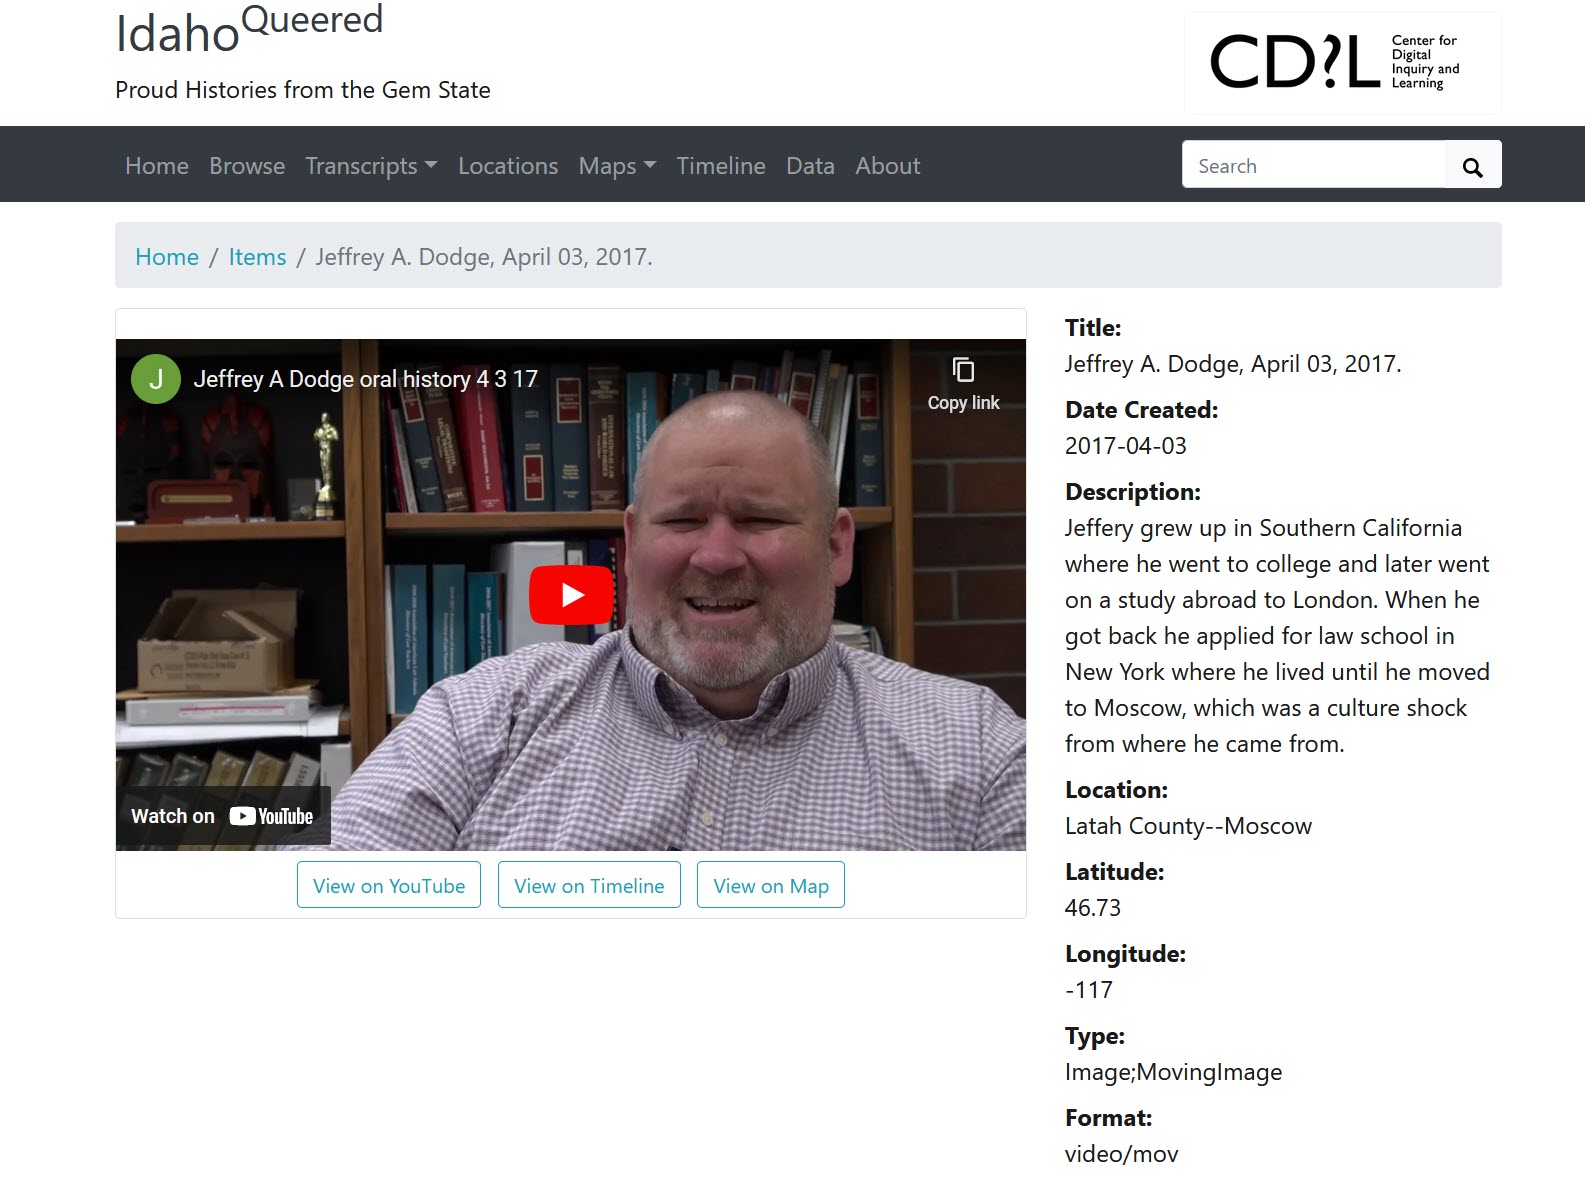 Idaho Queered
Proud Histories from the Gem State
CD?L
Center for
Digital
Inquiry and
Learning
Home Browse Transcripts Locations Maps Timeline Data About
Search
Home / Items / Jeffrey A. Dodge, April 03, 2017.
J Jeffrey A Dodge oral history 4 3 17
Copy link
INTERNATIONAL LAW
AND WORLD ORDER
WEST
Watch on YouTube
View on YouTube View on Timeline View on Map
Title:
Jeffrey A. Dodge, April 03, 2017.
Date Created:
2017-04-03
Description:
Jeffery grew up in Southern California
where he went to college and later went
on a study abroad to London. When he
got back he applied for law school in
New York where he lived until he moved
to Moscow, which was a culture shock
from where he came from.
Location:
Latah County--Moscow
Latitude:
46.73
Longitude:
-117
Type:
Image;MovingImage
Format:
video/mov